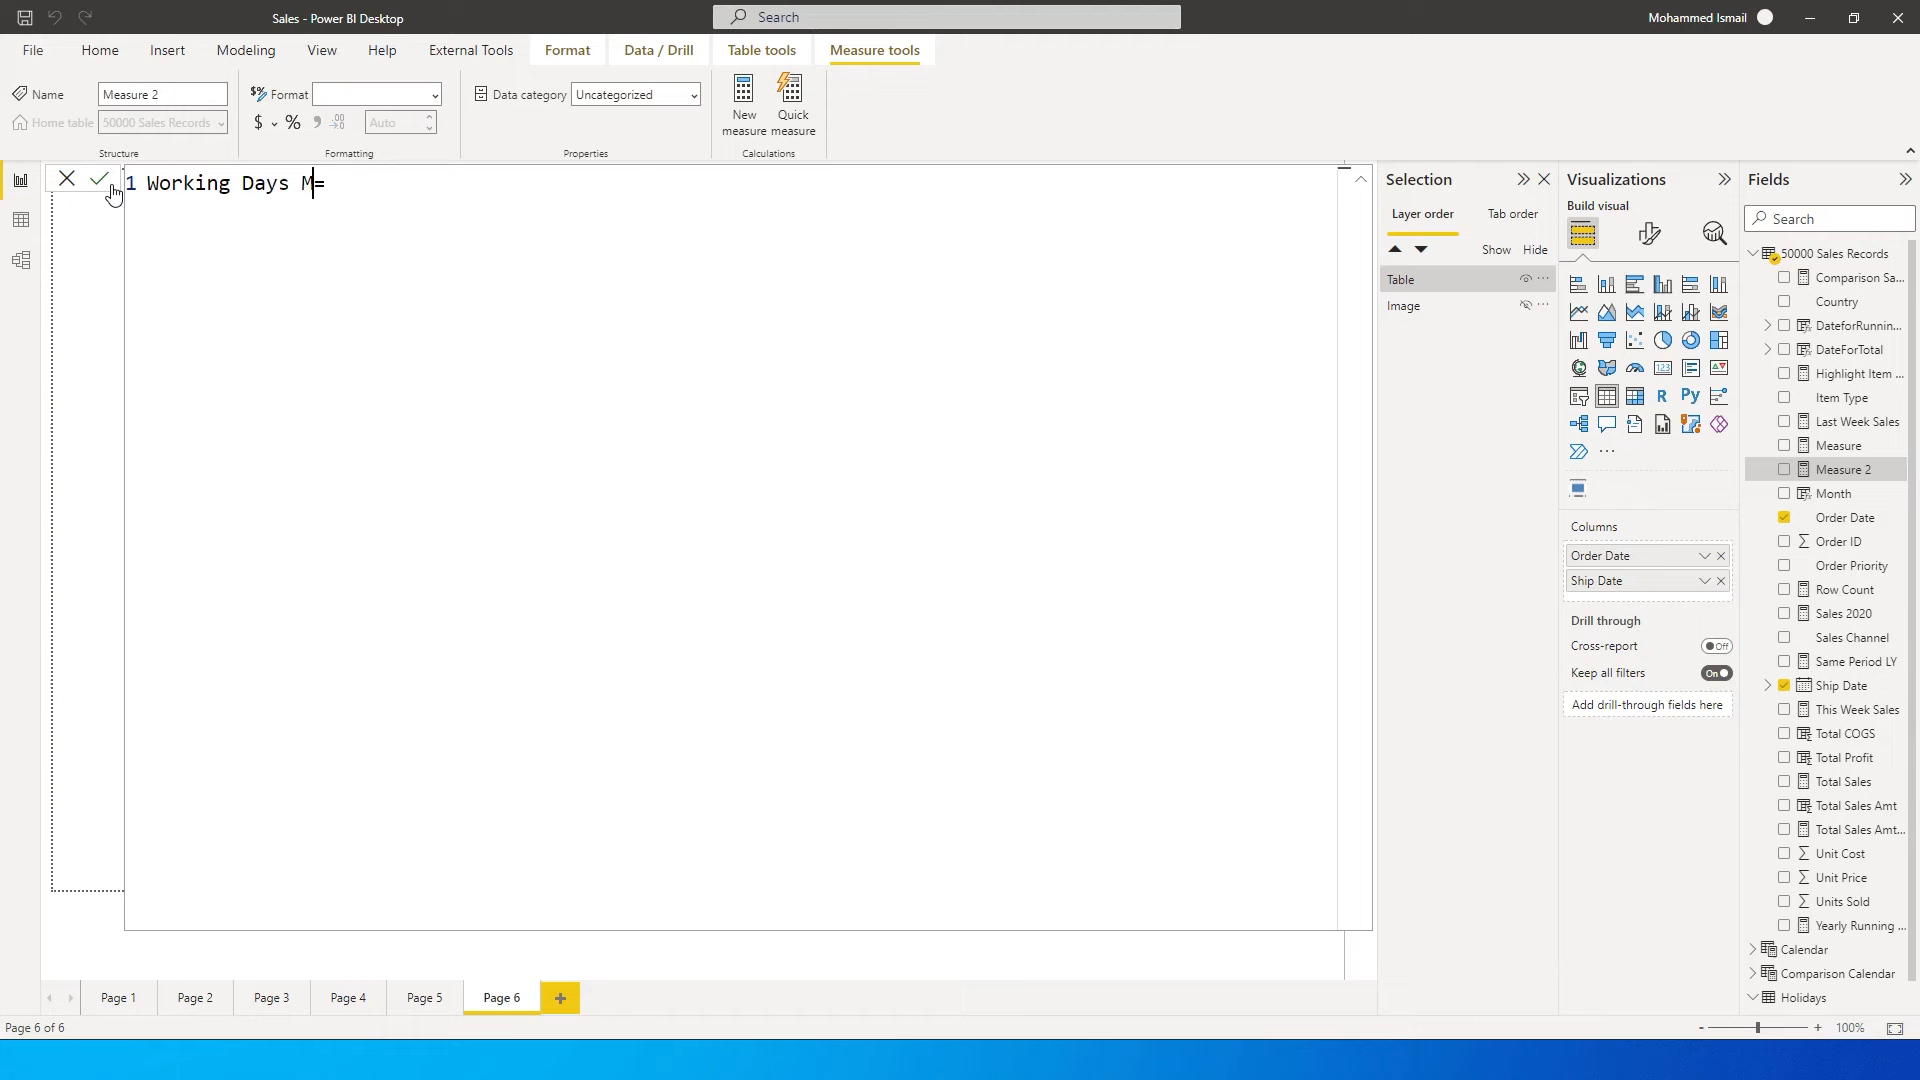 Sales - Power BI Desktop
Search
Mohammed Ismail
File Home Insert Modeling View Help External Tools Format Data / Drill Table tools Measure tools
Name Measure 2
Format
Data category Uncategorized
New measure
Quick measure
Home table 50000 Sales Records
$ % Auto
Structure Formatting Properties Calculations
1 Working Days M=
Selection
Layer order Tab order
Show Hide
Table
Image
Visualizations
Build visual
123
R
Py
Columns
Order Date
Ship Date
Drill through
Cross-report Off
Keep all filters On
Add drill-through fields here
Fields
Search
50000 Sales Records
Comparison Sa...
Country
DateforRunnin...
DateForTotal
Highlight Item ...
Item Type
Last Week Sales
Measure
Measure 2
Month
Order Date
Order ID
Order Priority
Row Count
Sales 2020
Sales Channel
Same Period LY
Ship Date
This Week Sales
Total COGS
Total Profit
Total Sales
Total Sales Amt
Total Sales Amt...
Unit Cost
Unit Price
Units Sold
Yearly Running ...
Calendar
Comparison Calendar
Holidays
Page 1 Page 2 Page 3 Page 4 Page 5 Page 6 +
Page 6 of 6
- + 100%